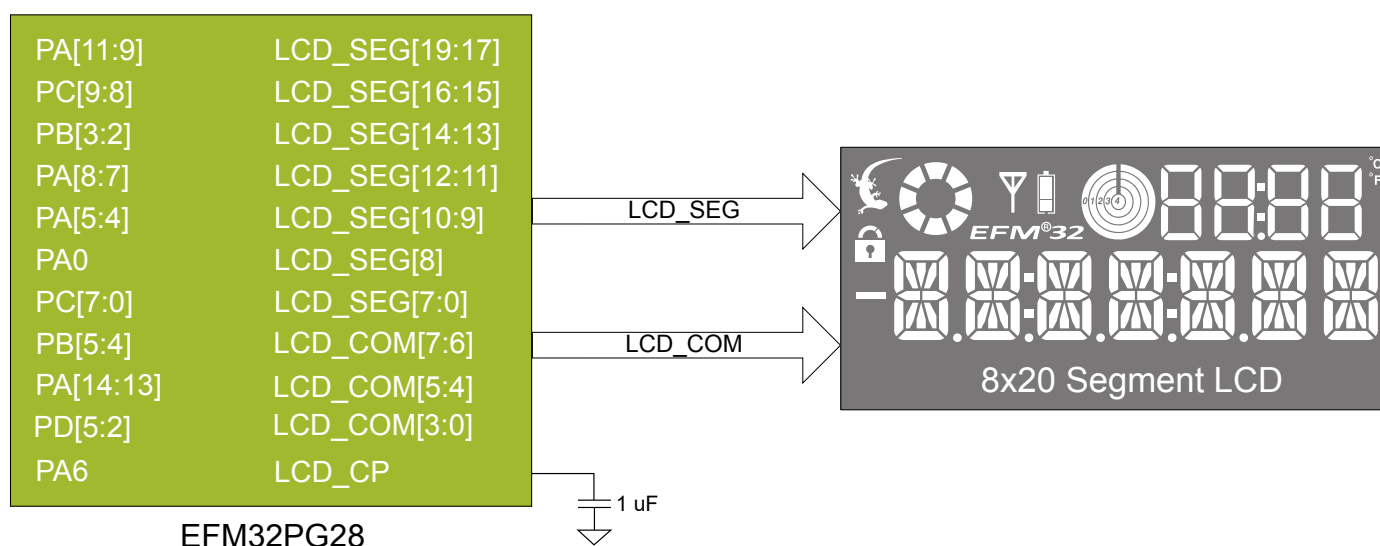 PA[11:9] LCD_SEG[19:17]
PC[9:8] LCD_SEG[16:15]
PB[3:2] LCD_SEG[14:13]
PA[8:7] LCD_SEG[12:11]
PA[5:4] LCD_SEG[10:9]
PA0 LCD_SEG[8]
PC[7:0] LCD_SEG[7:0]
PB[5:4] LCD_COM[7:6]
PA[14:13] LCD_COM[5:4]
PD[5:2] LCD_COM[3:0]
PA6 LCD_CP
EFM32PG28
1 uF
LCD_SEG
LCD_COM
°C
°F
0 1 2 3 4
EFM®32
8x20 Segment LCD